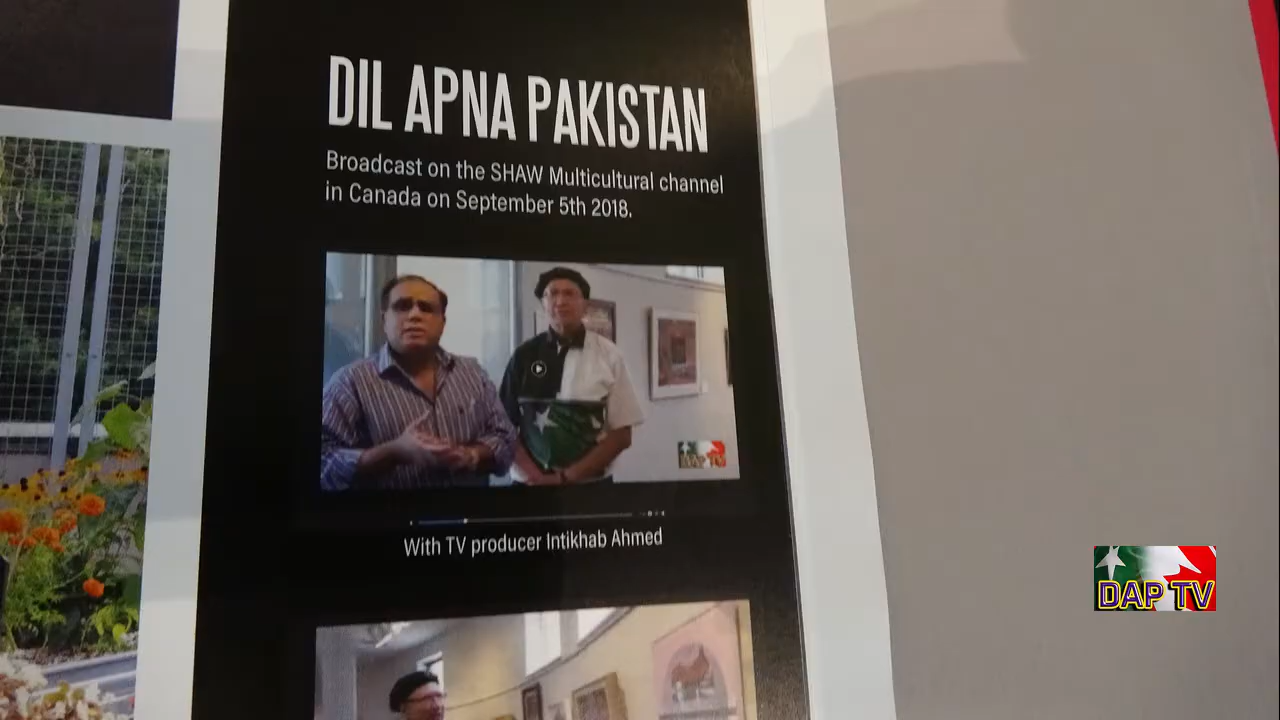 DIL APNA PAKISTAN
Broadcast on the SHAW Multicultural channel
in Canada on September 5th 2018.
DAP TV
With TV producer Intikhab Ahmed
DAP TV